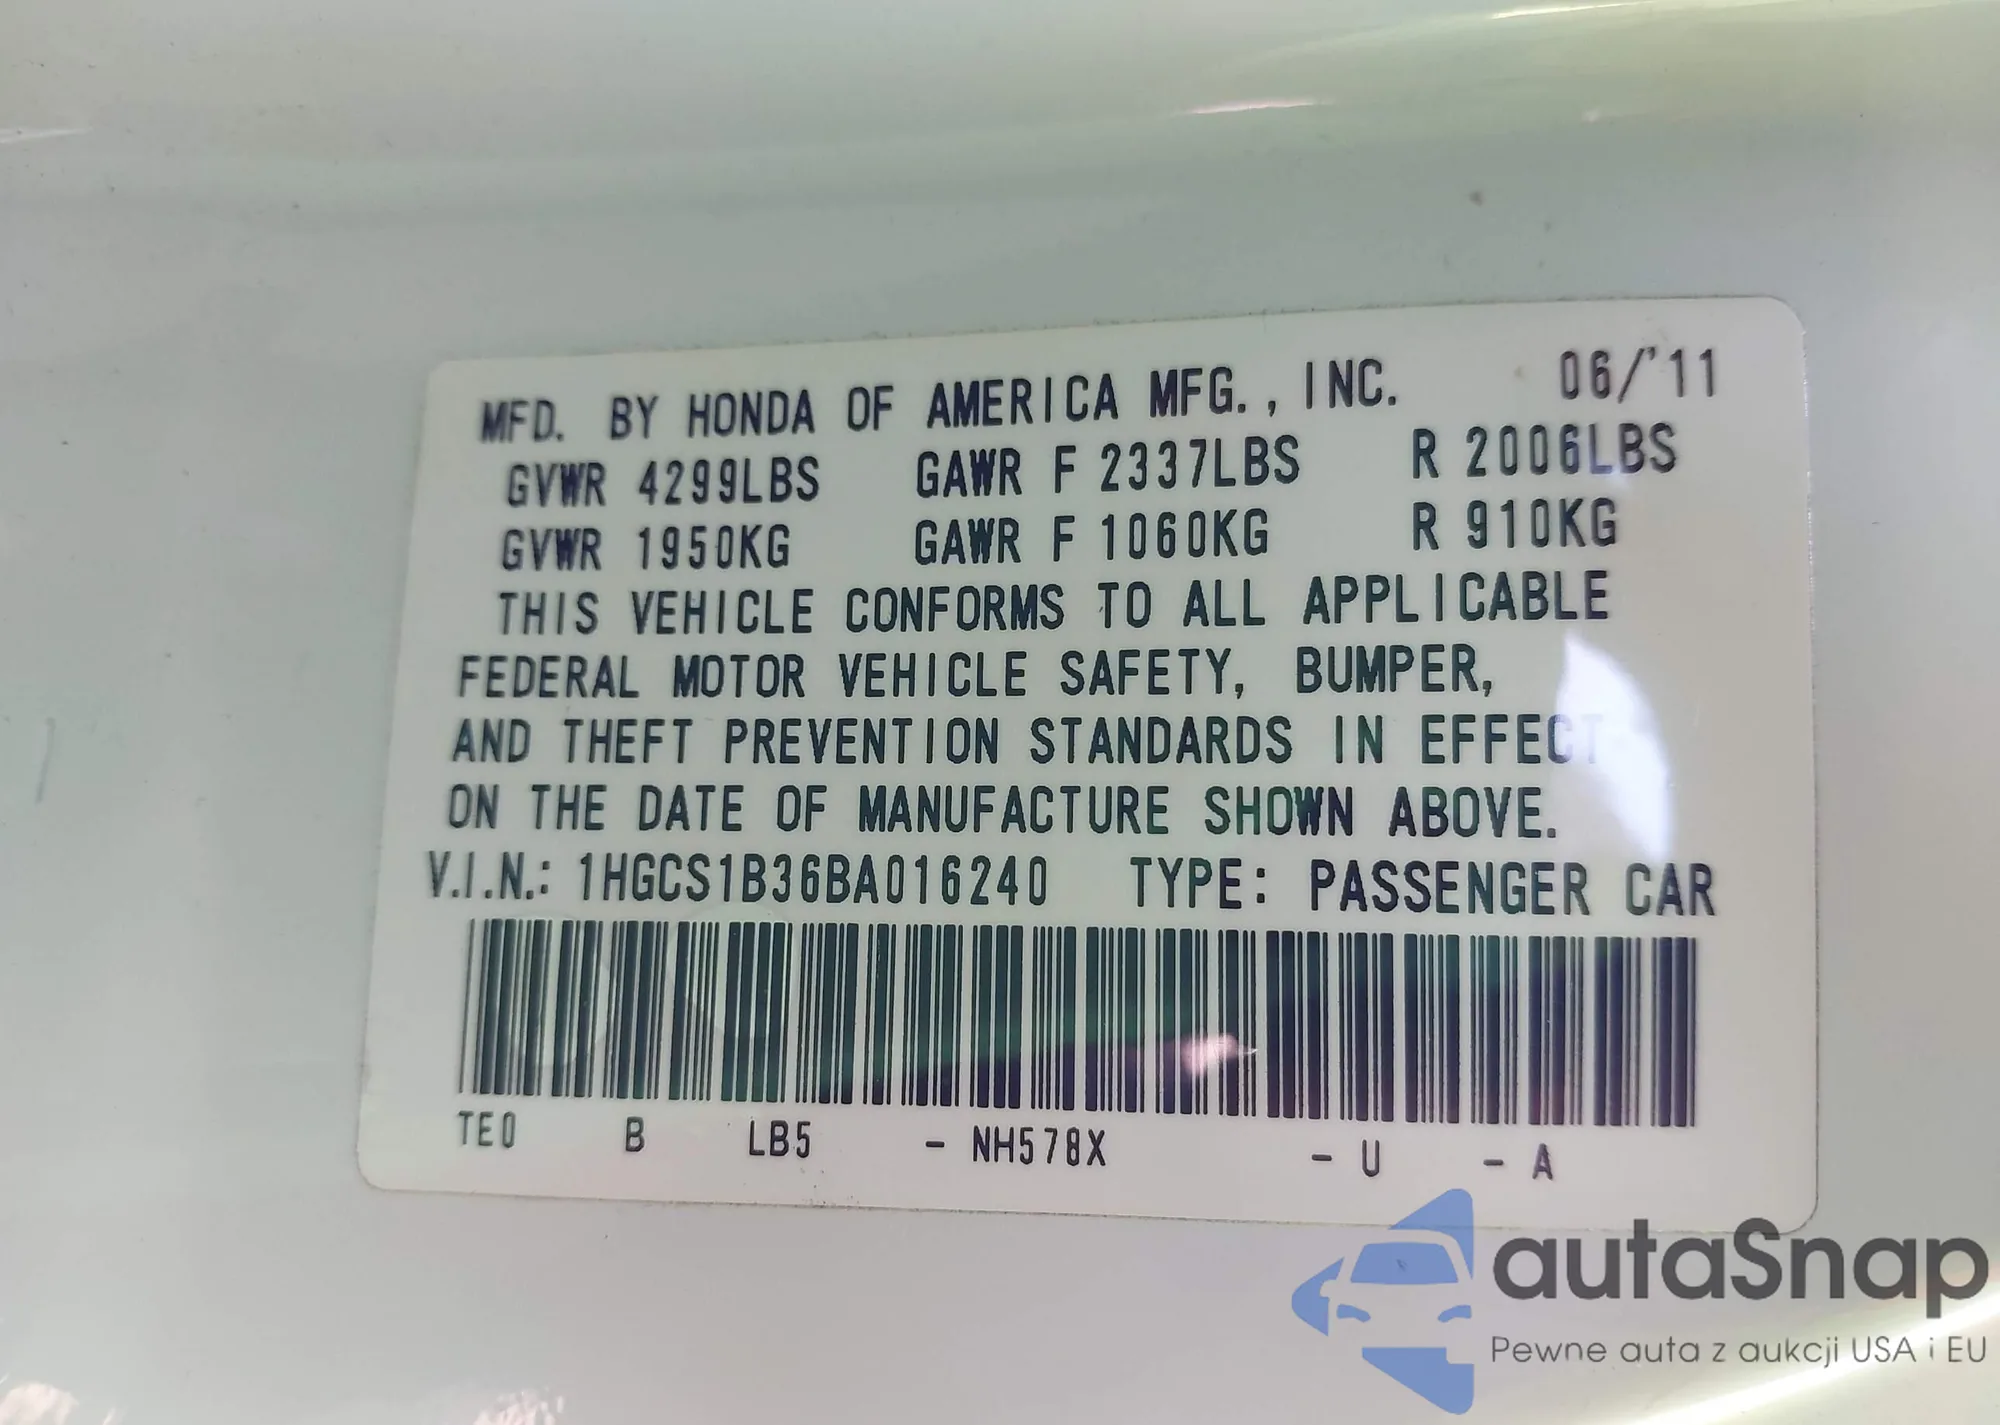 MFD. BY HONDA OF AMERICA MFG., INC. 06/'11
GVWR 4299LBS GAWR F 2337LBS R 2006LBS
GVWR 1950KG GAWR F 1060KG R 910KG
THIS VEHICLE CONFORMS TO ALL APPLICABLE
FEDERAL MOTOR VEHICLE SAFETY, BUMPER,
AND THEFT PREVENTION STANDARDS IN EFFECT
ON THE DATE OF MANUFACTURE SHOWN ABOVE.
V.I.N.: 1HGCS1B36BA016240 TYPE: PASSENGER CAR
TE0 B LB5 - NH578X - U - A
autaSnap
Pewne auta z aukcji USA i EU